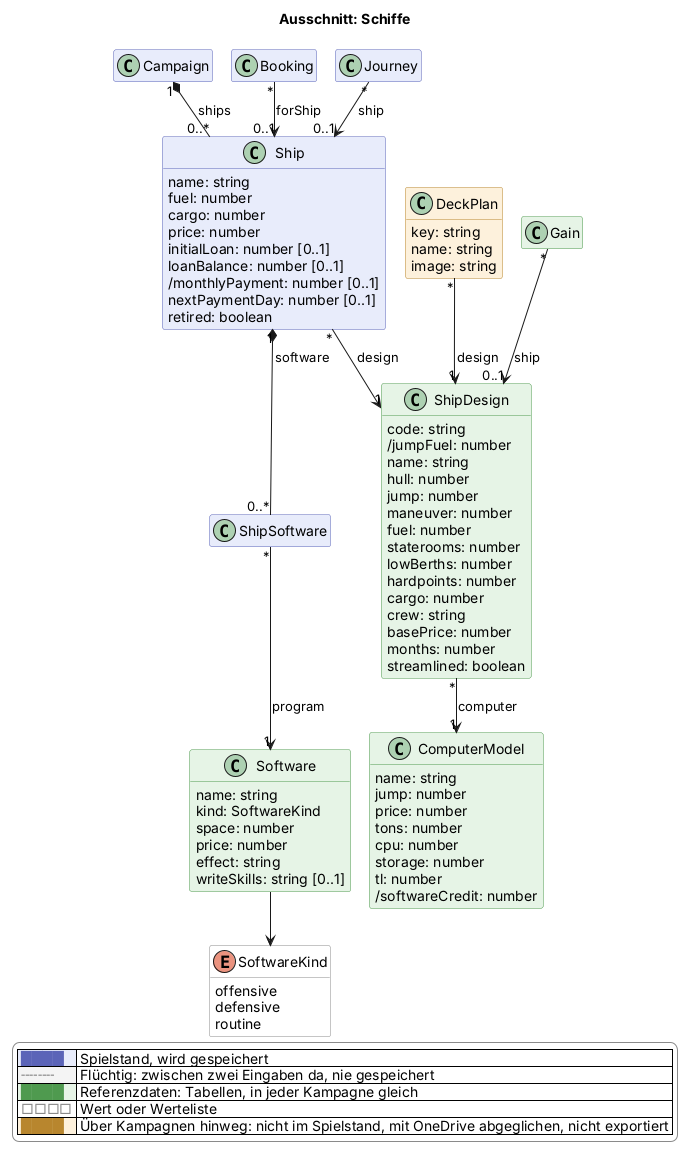 Ausschnitt: Schiffe
C Campaign
C Booking
C Journey
1
*
*
ships
forShip
ship
0..*
0..1
0..1
C Ship
name: string
fuel: number
cargo: number
price: number
initialLoan: number [0..1]
loanBalance: number [0..1]
/monthlyPayment: number [0..1]
nextPaymentDay: number [0..1]
retired: boolean
C DeckPlan
key: string
name: string
image: string
C Gain
*
*
1
*
software
design
design
ship
1
1
0..1
C ShipDesign
code: string
/jumpFuel: number
name: string
hull: number
jump: number
maneuver: number
fuel: number
staterooms: number
lowBerths: number
hardpoints: number
cargo: number
crew: string
basePrice: number
months: number
streamlined: boolean
0..*
C ShipSoftware
*
*
program
computer
1
1
C Software
name: string
kind: SoftwareKind
space: number
price: number
effect: string
writeSkills: string [0..1]
C ComputerModel
name: string
jump: number
price: number
tons: number
cpu: number
storage: number
tl: number
/softwareCredit: number
E SoftwareKind
offensive
defensive
routine
Spielstand, wird gespeichert
Flüchtig: zwischen zwei Eingaben da, nie gespeichert
Referenzdaten: Tabellen, in jeder Kampagne gleich
Wert oder Werteliste
Über Kampagnen hinweg: nicht im Spielstand, mit OneDrive abgeglichen, nicht exportiert